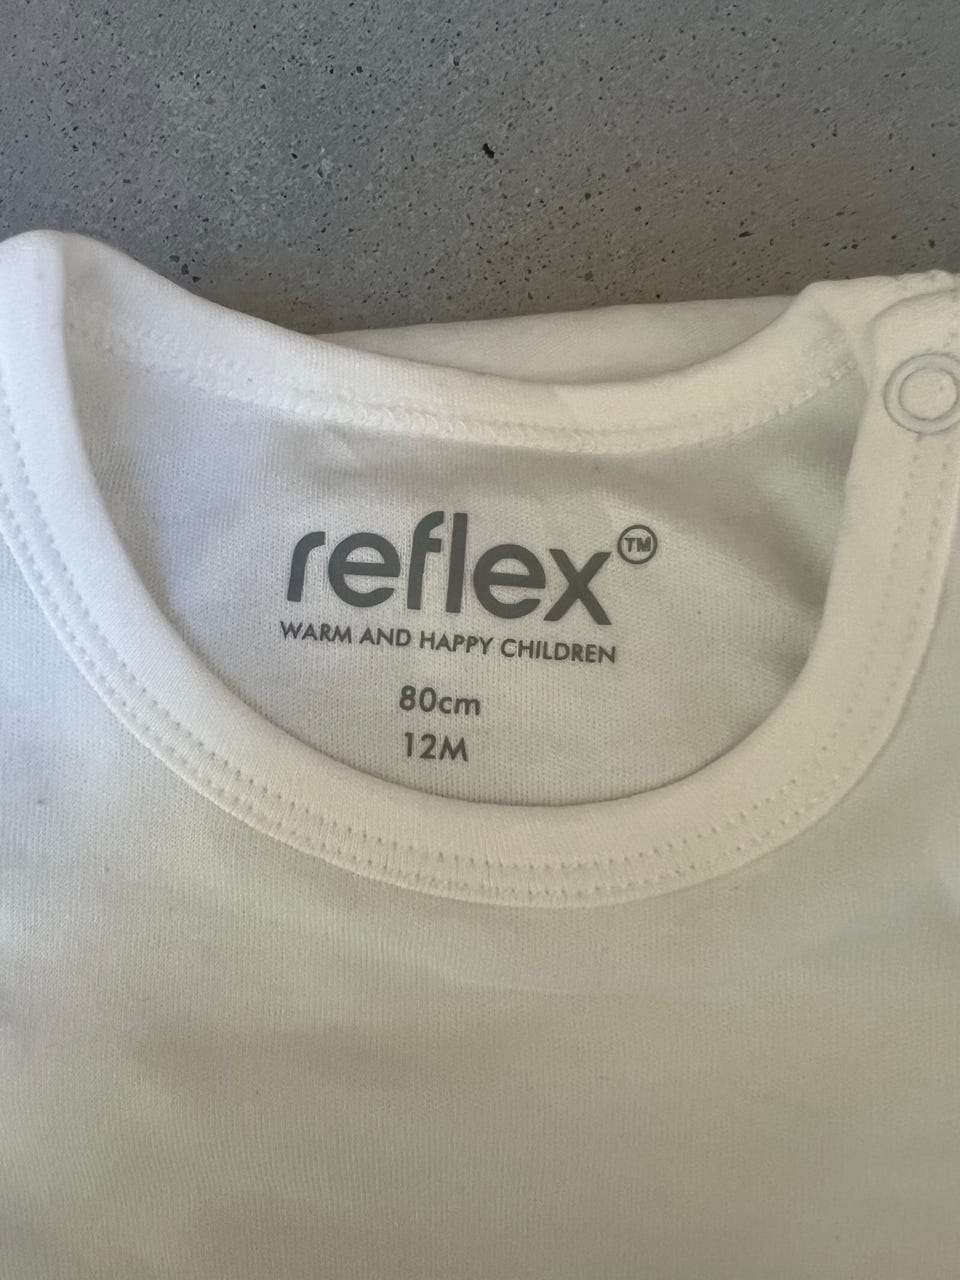 reflex™
WARM AND HAPPY CHILDREN
80cm
12M